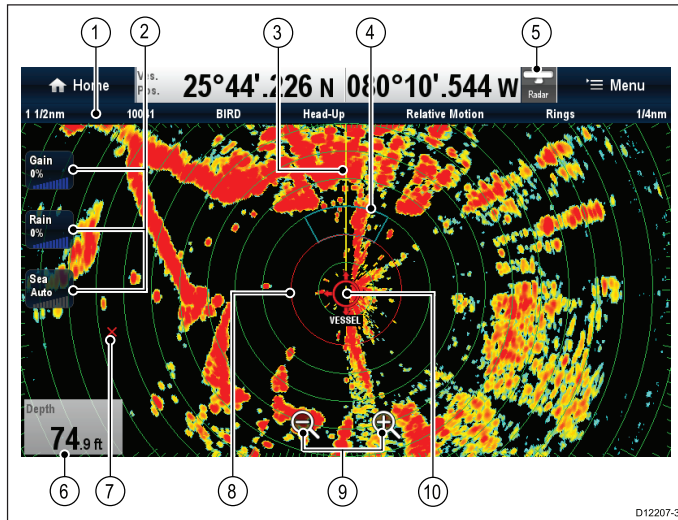 1 2 3 4 5
Home Ves. Pos. 25°44'.226 N 080°10'.544 W Radar Menu
1 1/2nm 10041 BIRD Head-Up Relative Motion Rings 1/4nm
Gain
0%
Rain
0%
Sea
Auto
VESSEL
Depth
74.9 ft
6 7 8 9 10
D12207-3